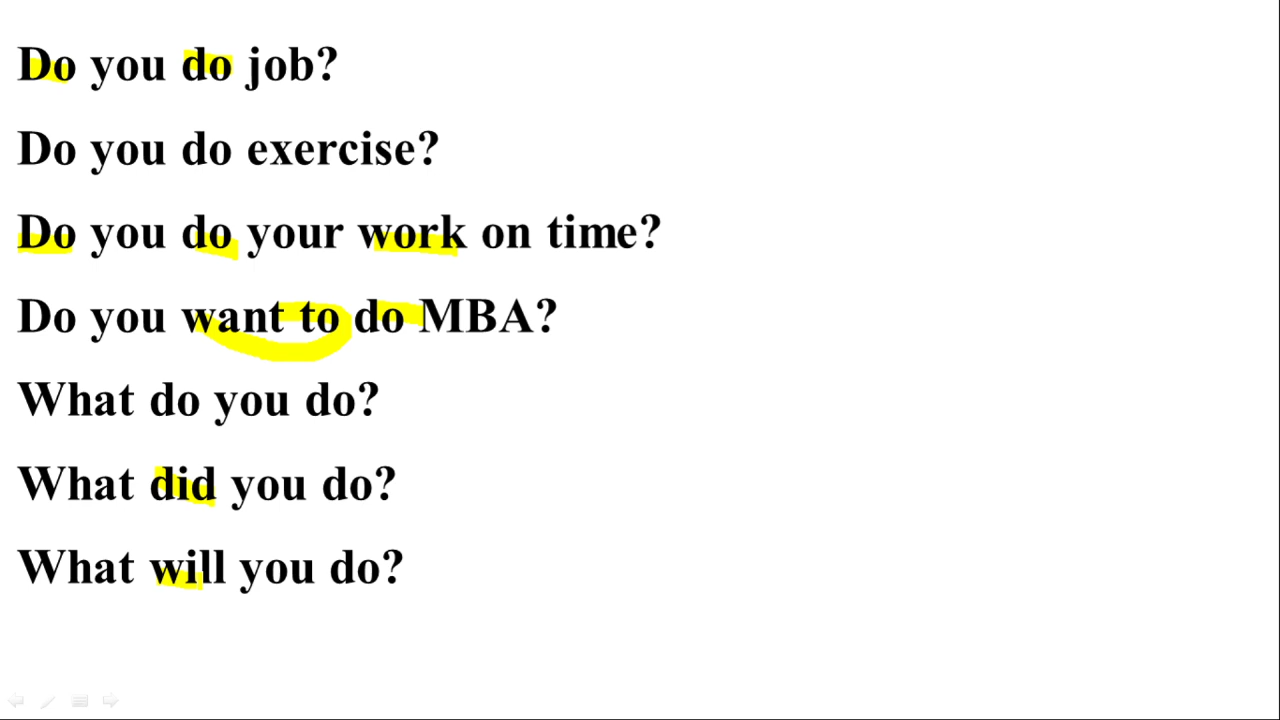 Do you do job?
Do you do exercise?
Do you do your work on time?
Do you want to do MBA?
What do you do?
What did you do?
What will you do?